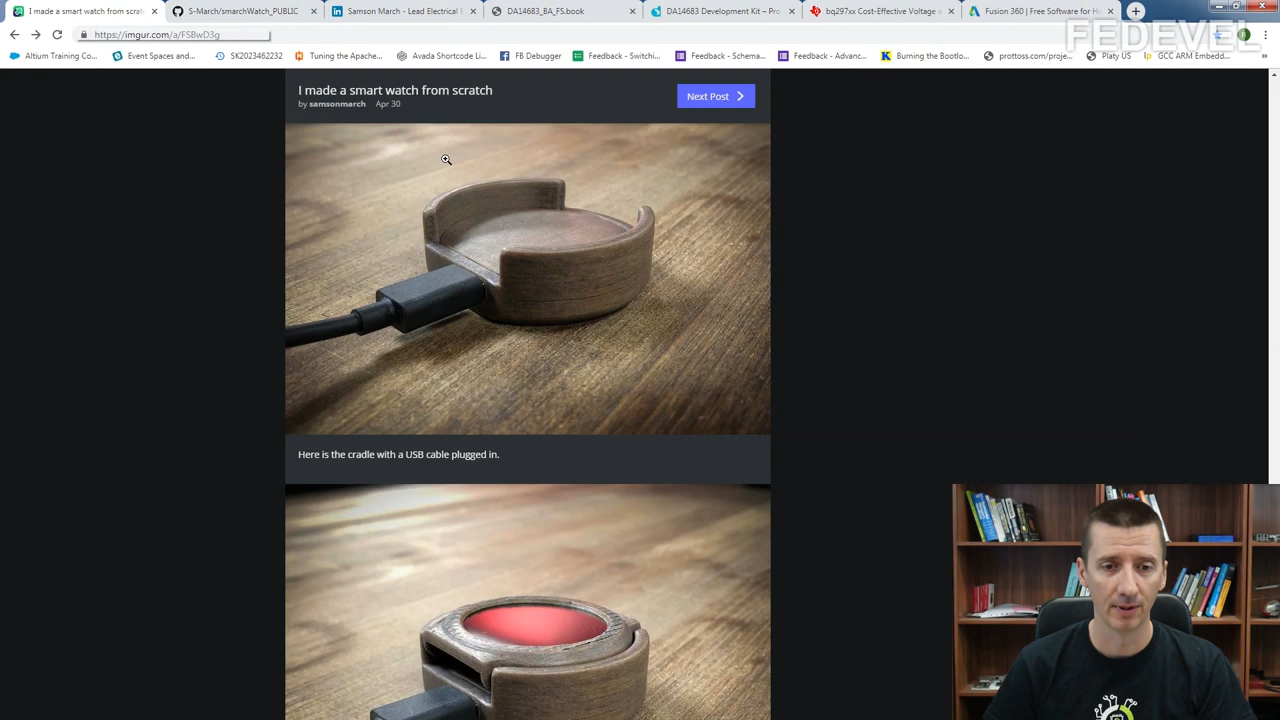 I made a smart watch from scrat
S-March/smarchWatch_PUBLIC
Samson March - Lead Electrical E
DA14683_BA_FS.book
DA14683 Development Kit – Pro
bq297xx Cost-Effective Voltage
Fusion 360 | Free Software for Ho
FEDEVEL
https://imgur.com/a/FSBwD3g
Altium Training Co...
Event Spaces and...
SK2023462232
Tuning the Apache...
Avada Shortcode Li...
FB Debugger
Feedback - Switchi...
Feedback - Schema...
Feedback - Advanc...
Burning the Bootlo...
prottoss.com/proje...
Platy US
GCC ARM Embedd...
I made a smart watch from scratch
by samsonmarch Apr 30
Next Post
Here is the cradle with a USB cable plugged in.